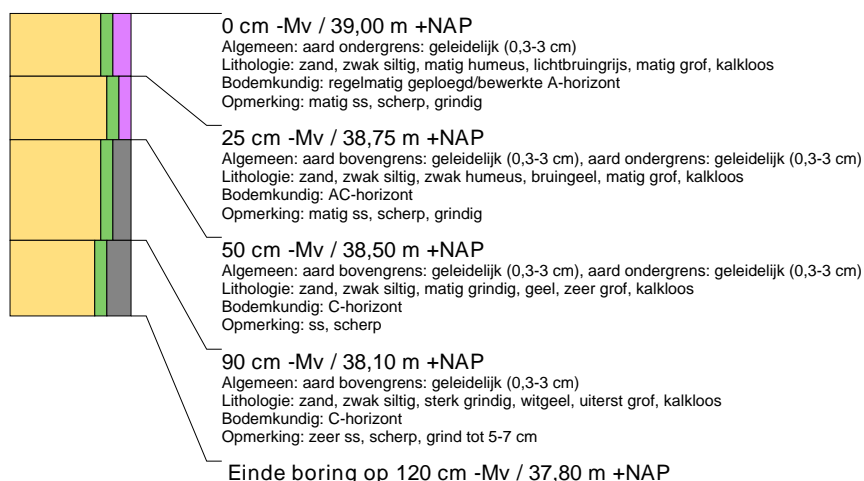 0 cm -Mv / 39,00 m +NAP
Algemeen: aard ondergrens: geleidelijk (0,3-3 cm)
Lithologie: zand, zwak siltig, matig humeus, lichtbruingrijs, matig grof, kalkloos
Bodemkundig: regelmatig geploegd/bewerkte A-horizont
Opmerking: matig ss, scherp, grindig
25 cm -Mv / 38,75 m +NAP
Algemeen: aard bovengrens: geleidelijk (0,3-3 cm), aard ondergrens: geleidelijk (0,3-3 cm)
Lithologie: zand, zwak siltig, zwak humeus, bruingeel, matig grof, kalkloos
Bodemkundig: AC-horizont
Opmerking: matig ss, scherp, grindig
50 cm -Mv / 38,50 m +NAP
Algemeen: aard bovengrens: geleidelijk (0,3-3 cm), aard ondergrens: geleidelijk (0,3-3 cm)
Lithologie: zand, zwak siltig, matig grindig, geel, zeer grof, kalkloos
Bodemkundig: C-horizont
Opmerking: ss, scherp
90 cm -Mv / 38,10 m +NAP
Algemeen: aard bovengrens: geleidelijk (0,3-3 cm)
Lithologie: zand, zwak siltig, sterk grindig, witgeel, uiterst grof, kalkloos
Bodemkundig: C-horizont
Opmerking: zeer ss, scherp, grind tot 5-7 cm
Einde boring op 120 cm -Mv / 37,80 m +NAP